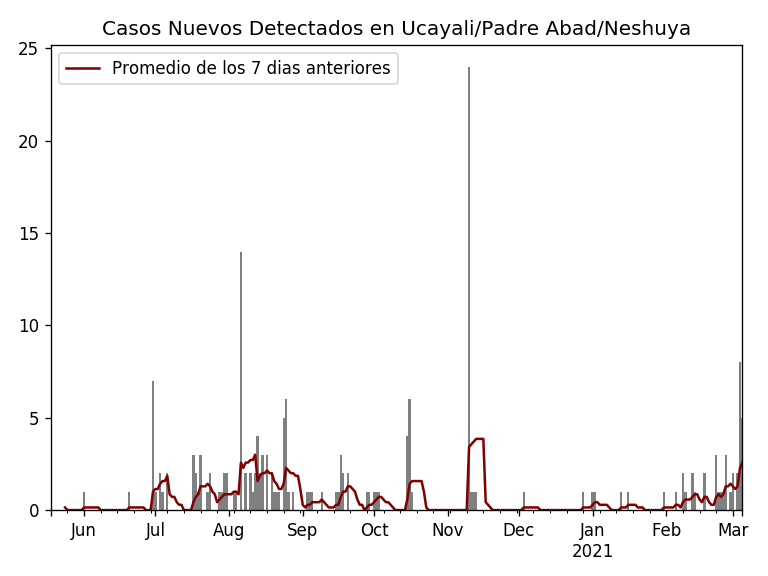 Casos Nuevos Detectados en Ucayali/Padre Abad/Neshuya
Promedio de los 7 dias anteriores
25
20
15
10
5
0
Jun Jul Aug Sep Oct Nov Dec Jan Feb Mar
2021